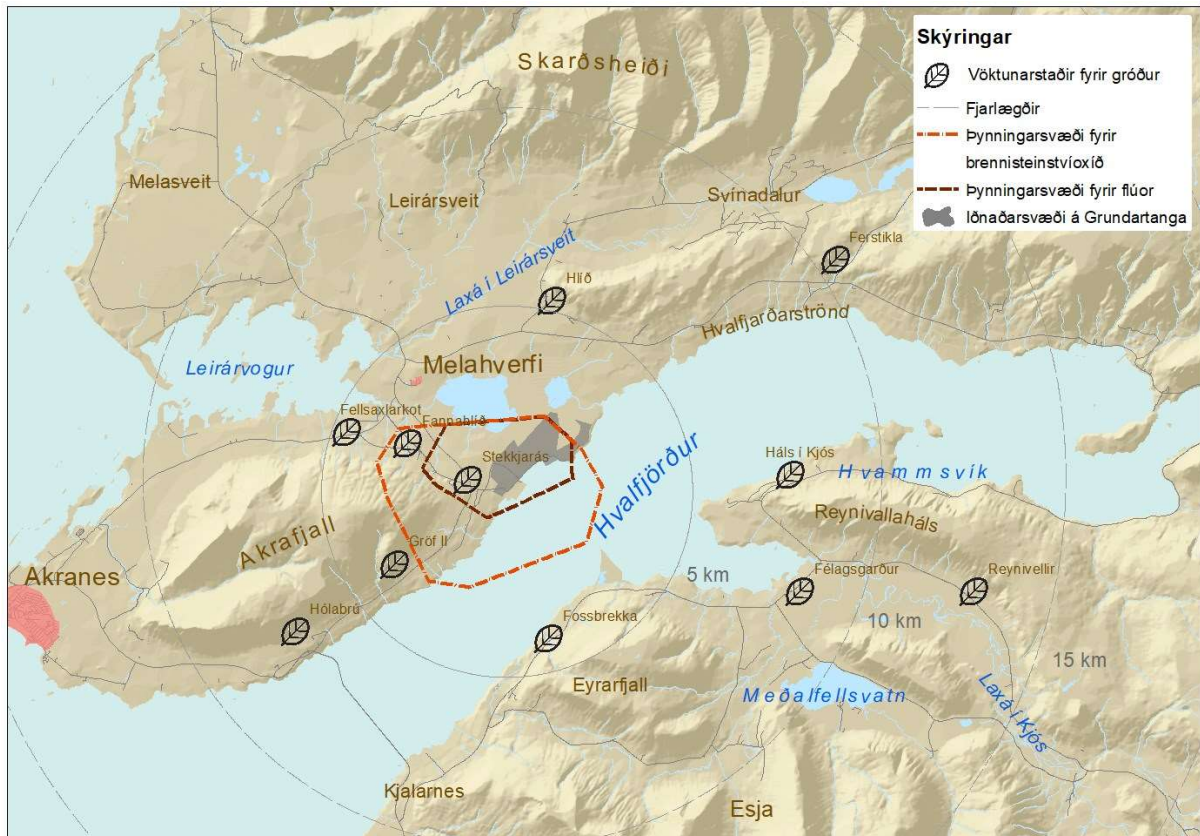 Skýringar
Vöktunarstaðir fyrir gróður
Fjarlægðir
Þynningarsvæði fyrir
brennisteinstvíoxíð
Þynningarsvæði fyrir flúor
Iðnaðarsvæði á Grundartanga
Skarðsheiði
Melasveit
Leirársveit
Svínadalur
Ferstikla
Laxá í Leirársveit
Hlíð
Hvalfjarðarströnd
Leirárvogur
Melahverfi
Fellsaxlarkot
Fannahlíð
Stekkjarás
Hvalfjörður
Háls í Kjós
Hvammsvík
Reynivallaháls
Akrafjall
Gröf II
Akranes
5 km
Félagsgarður
Reynivellir
Hólabrú
Fossbrekka
10 km
15 km
Eyrarfjall
Meðalfellsvatn
Laxá í Kjós
Kjalarnes
Esja